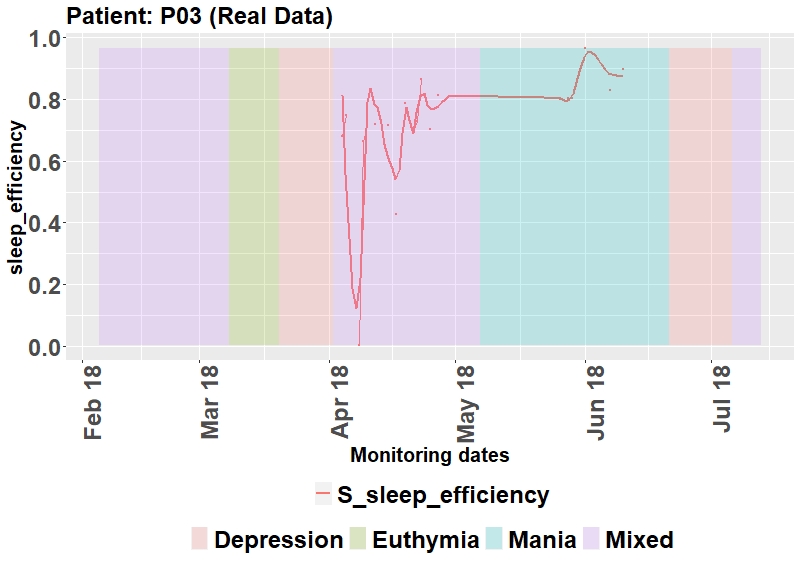 Patient: P03 (Real Data)
1.0
0.8
0.6
0.4
0.2
0.0
sleep_efficiency
Feb 18
Mar 18
Apr 18
May 18
Jun 18
Jul 18
Monitoring dates
S_sleep_efficiency
Depression Euthymia Mania Mixed